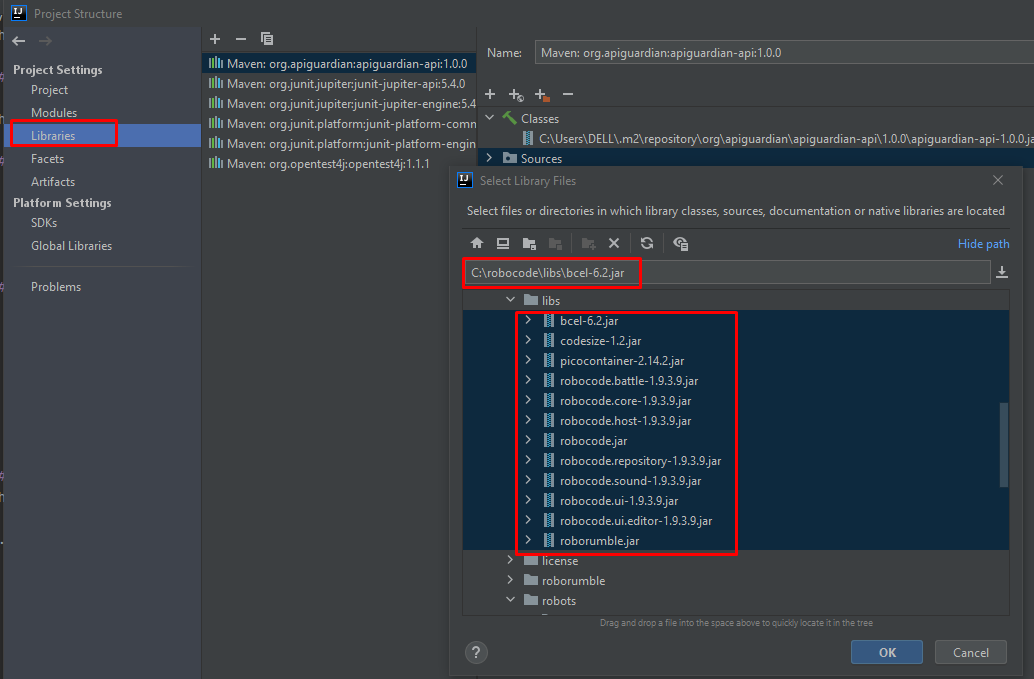 Project Structure
Project Settings
Project
Modules
Libraries
Facets
Artifacts
Platform Settings
SDKs
Global Libraries
Problems
Maven: org.apiguardian:apiguardian-api:1.0.0
Maven: org.junit.jupiter:junit-jupiter-api:5.4.0
Maven: org.junit.jupiter:junit-jupiter-engine:5.4
Maven: org.junit.platform:junit-platform-comm
Maven: org.junit.platform:junit-platform-engin
Maven: org.opentest4j:opentest4j:1.1.1
Name: Maven: org.apiguardian:apiguardian-api:1.0.0
Classes
C:\Users\DELL\.m2\repository\org\apiguardian\apiguardian-api\1.0.0\apiguardian-api-1.0.0.ja
Sources
Select Library Files
Select files or directories in which library classes, sources, documentation or native libraries are located
Hide path
C:\robocode\libs\bcel-6.2.jar
libs
bcel-6.2.jar
codesize-1.2.jar
picocontainer-2.14.2.jar
robocode.battle-1.9.3.9.jar
robocode.core-1.9.3.9.jar
robocode.host-1.9.3.9.jar
robocode.jar
robocode.repository-1.9.3.9.jar
robocode.sound-1.9.3.9.jar
robocode.ui-1.9.3.9.jar
robocode.ui.editor-1.9.3.9.jar
roborumble.jar
license
roborumble
robots
Drag and drop a file into the space above to quickly locate it in the tree
?
OK
Cancel